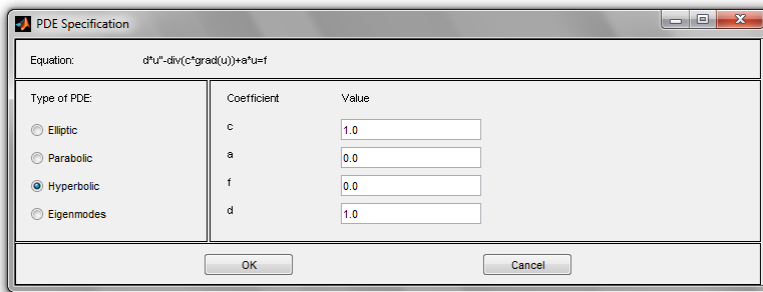 PDE Specification
Equation: d*u''-div(c*grad(u))+a*u=f
Type of PDE:
Elliptic
Parabolic
Hyperbolic
Eigenmodes
Coefficient Value
c 1.0
a 0.0
f 0.0
d 1.0
OK Cancel